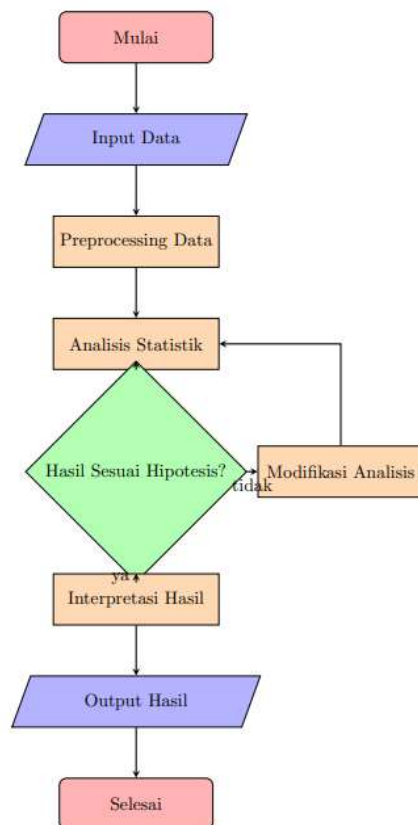 Mulai
Input Data
Preprocessing Data
Analisis Statistik
Hasil Sesuai Hipotesis?
Modifikasi Analisis
tidak
ya
Interpretasi Hasil
Output Hasil
Selesai